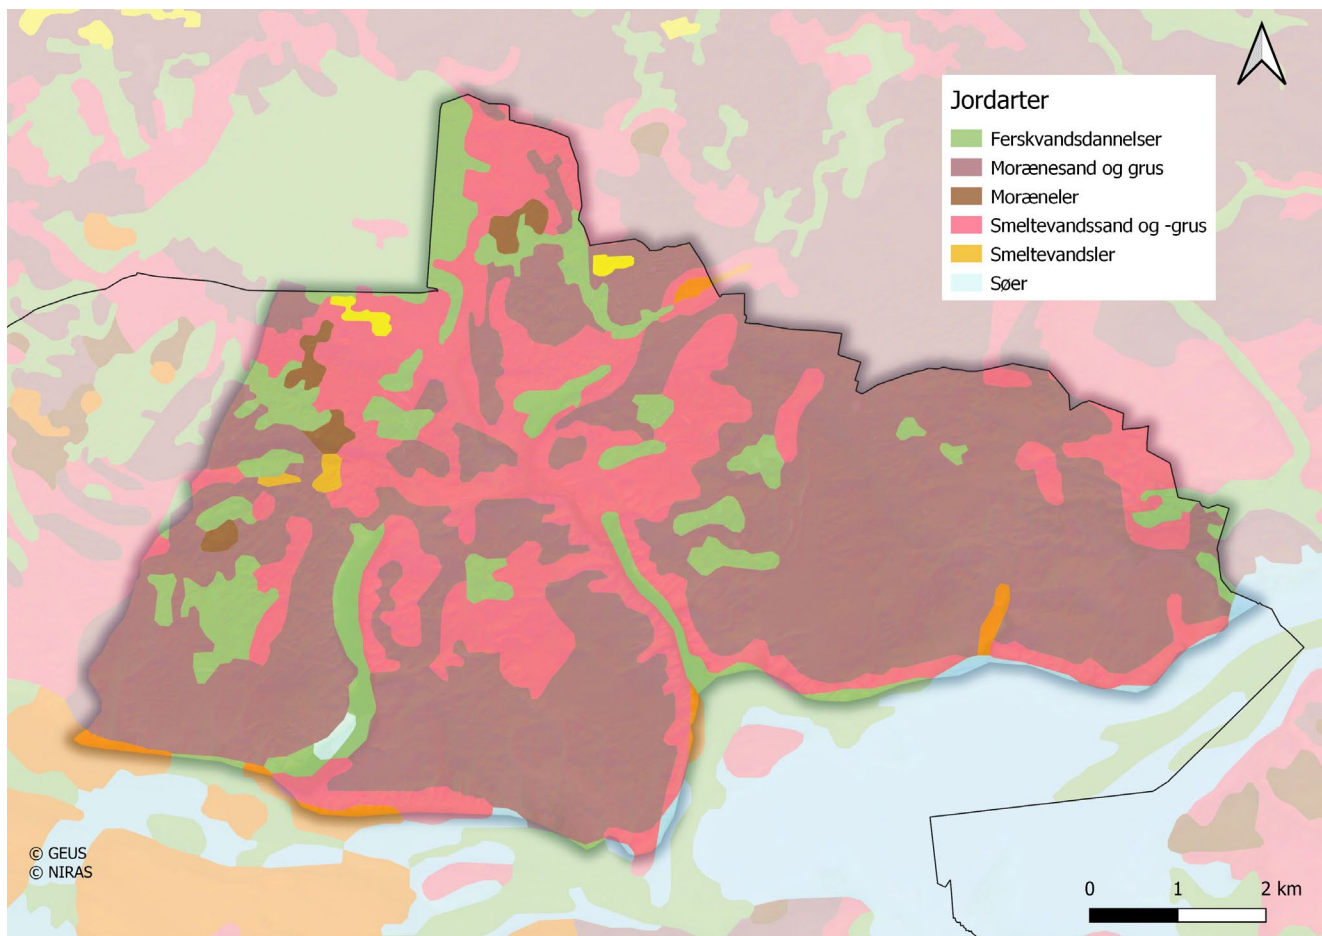 Jordarter
Ferskvandsdannelser
Morænesand og grus
Moræneler
Smeltevandssand og -grus
Smeltevandsler
Søer
© GEUS
© NIRAS
0 1 2 km